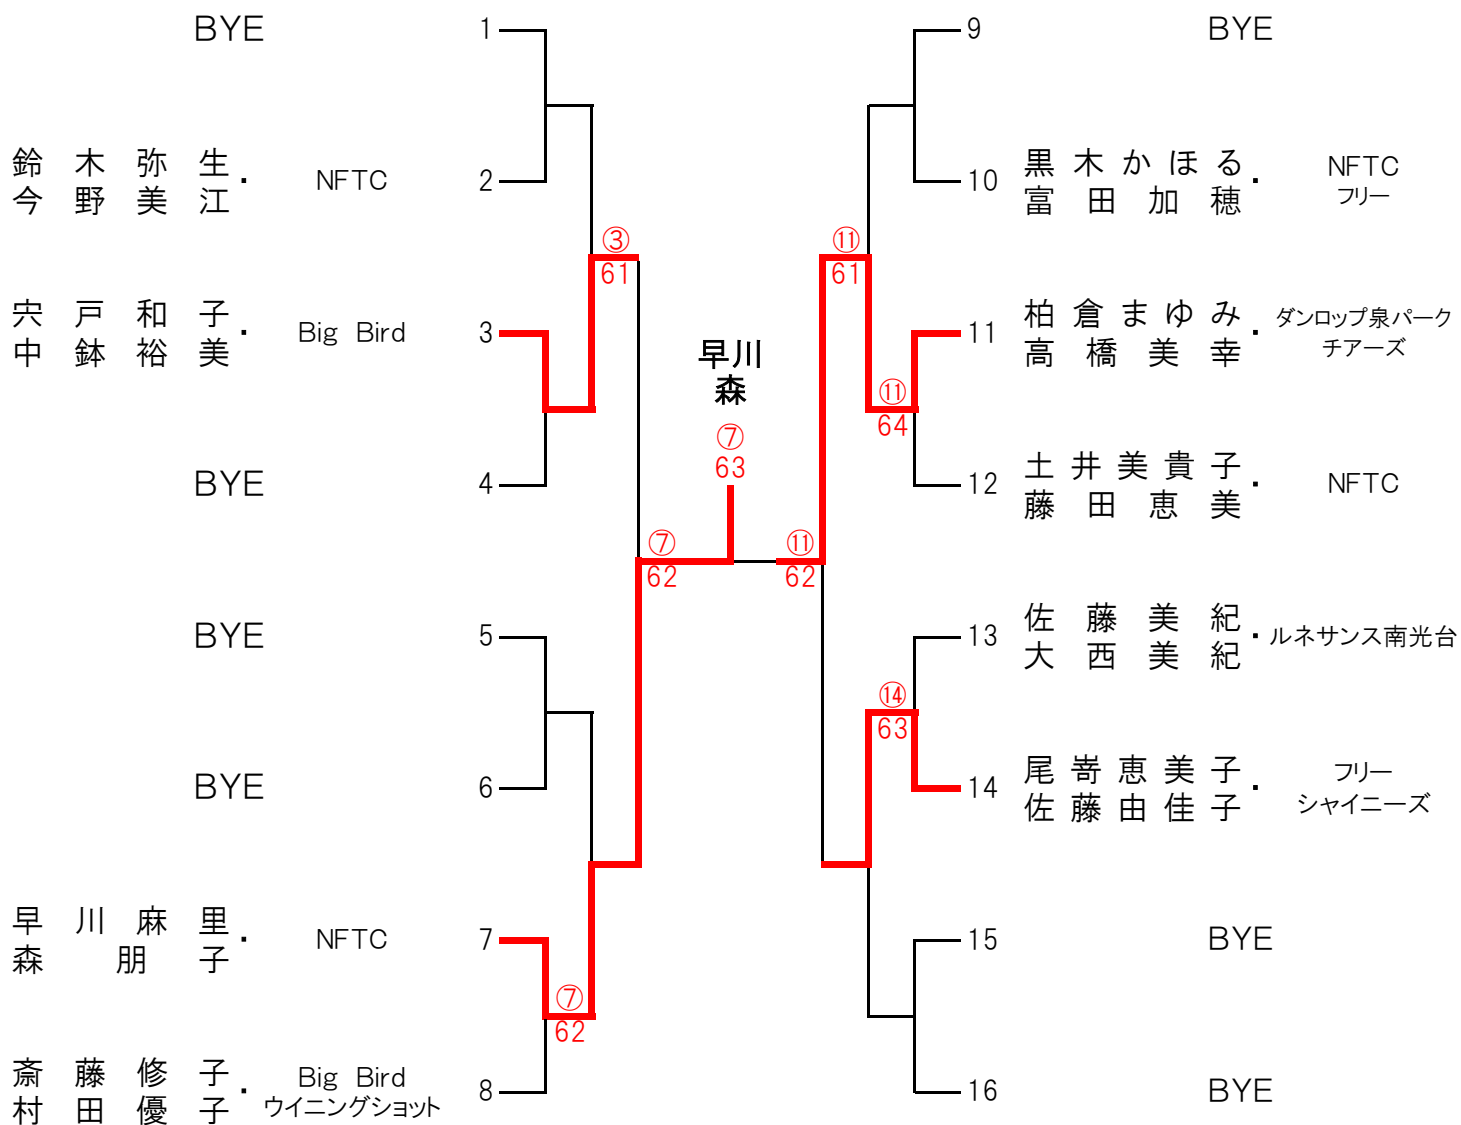 BYE 1
鈴木弥生
今野美江 ・ NFTC 2
宍戸和子
中鉢裕美 ・ Big Bird 3
BYE 4
BYE 5
BYE 6
早川麻里
森朋子 ・ NFTC 7
斎藤修子
村田優子 ・ Big Bird
ウイニングショット
8
③
61
⑦
62
⑦
62
早川
森
⑦
63
⑪
62
⑪
61
⑪
64
⑭
63
9 BYE
10 黒木かほる
富田加穂 ・ NFTC
フリー
11 柏倉まゆみ
高橋美幸 ・ ダンロップ泉パーク
チアーズ
12 土井美貴子
藤田恵美 ・ NFTC
13 佐藤美紀
大西美紀 ・ ルネサンス南光台
14 尾嵜恵美子
佐藤由佳子 ・ フリー
シャイニーズ
15 BYE
16 BYE